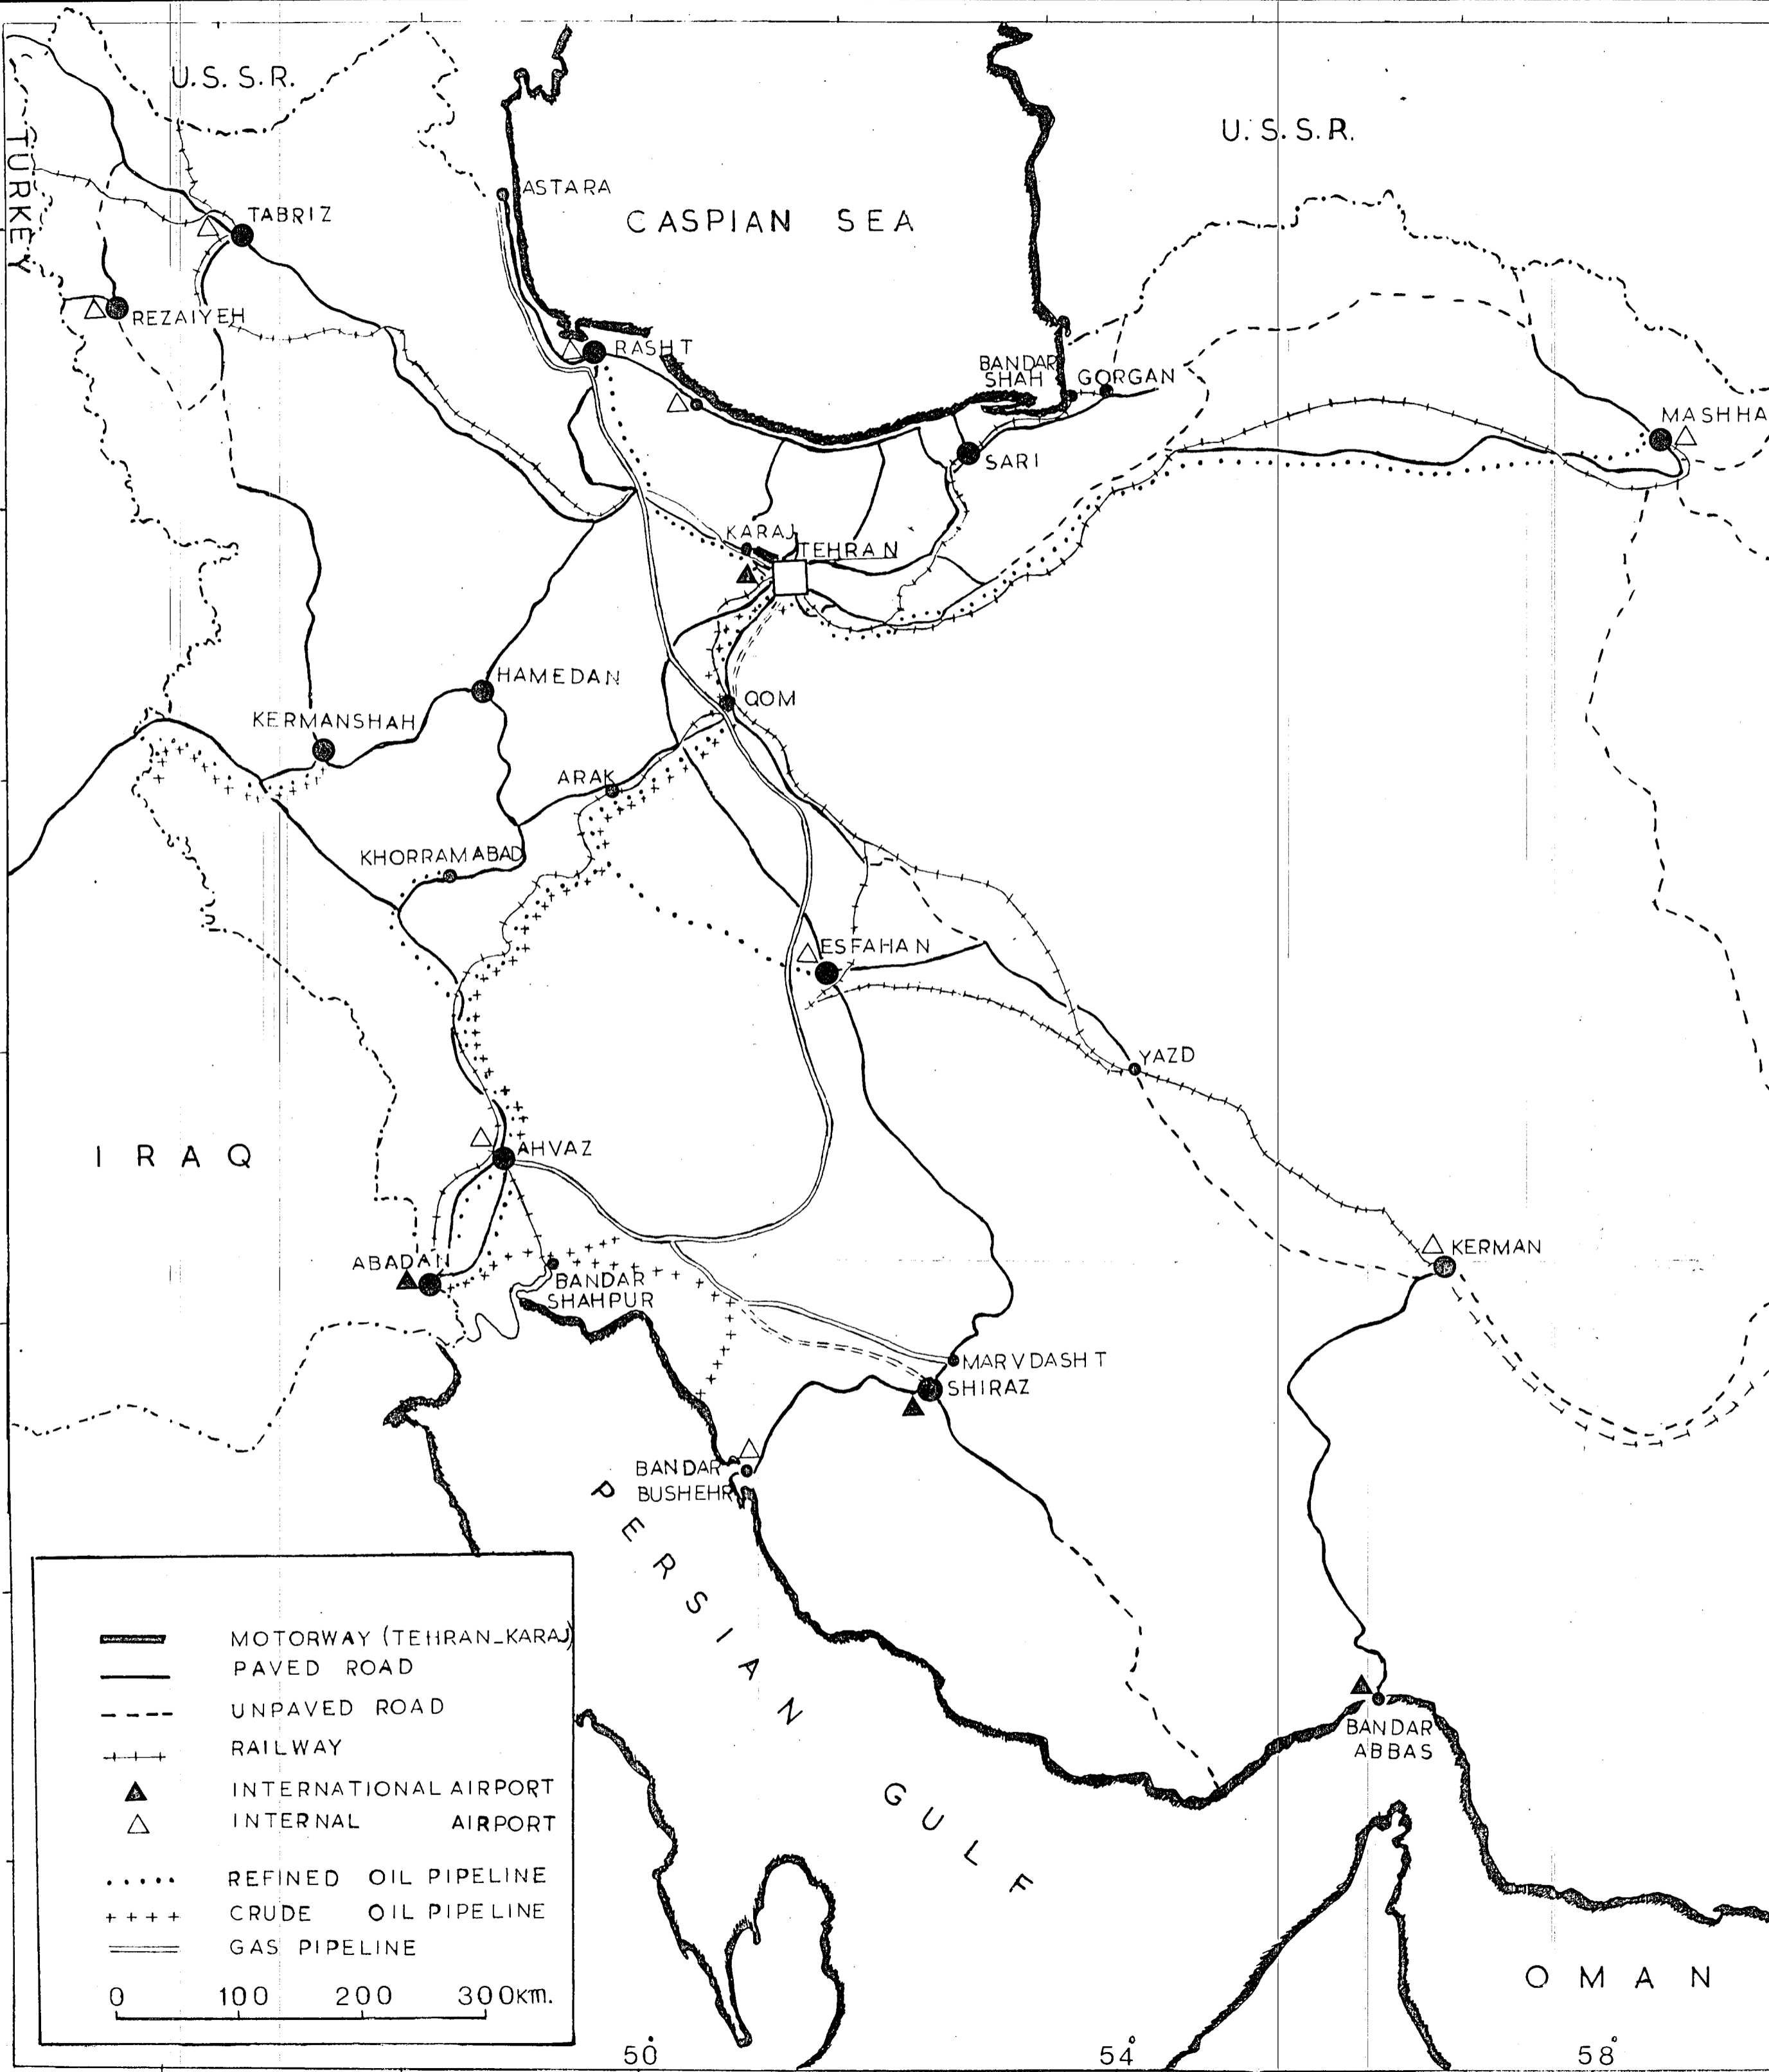 U.S.S.R.
U.S.S.R.
TURKEY
ASTARA
CASPIAN SEA
TABRIZ
REZAIYEH
RASHT
BANDAR
SHAH
GORGAN
MASHHA
SARI
KARAJ
TEHRAN
HAMEDAN
QOM
KERMANSHAH
ARAK
KHORRAMABAD
ESFAHAN
YAZD
IRAQ
AHVAZ
KERMAN
ABADAN
BANDAR
SHAHPUR
MARVDASHT
SHIRAZ
BANDAR
BUSHEHR
PERSIAN GULF
BANDAR
ABBAS
OMAN
MOTORWAY (TEHRAN-KARAJ)
PAVED ROAD
UNPAVED ROAD
RAILWAY
INTERNATIONAL AIRPORT
INTERNAL AIRPORT
REFINED OIL PIPELINE
CRUDE OIL PIPELINE
GAS PIPELINE
0 100 200 300KM.
50° 54° 58°